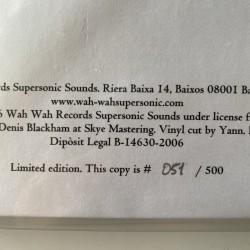 ds Supersonic Sounds. Riera Baixa 14, Baixos 08001 Ba
www.wah-wahsupersonic.com
6 Wah Wah Records Supersonic Sounds under license f
Denis Blackham at Skye Mastering. Vinyl cut by Yann.
Dipòsit Legal B-14630-2006
Limited edition. This copy is # 051 / 500